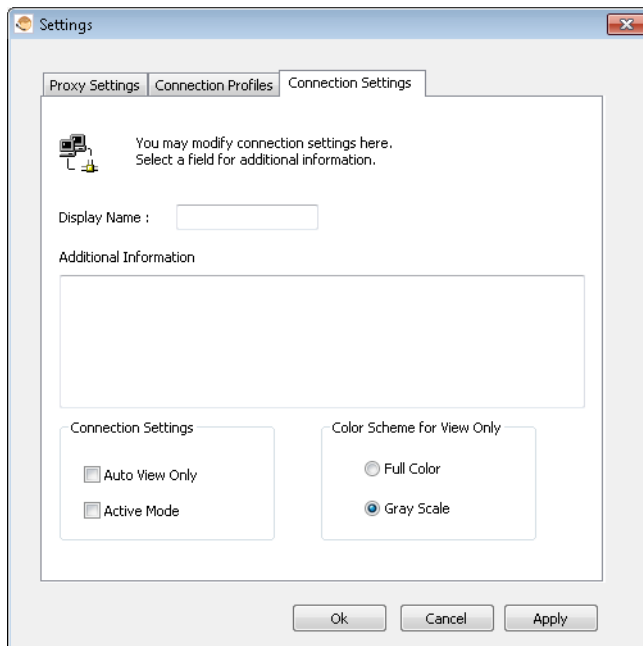 Settings
Proxy Settings Connection Profiles Connection Settings
You may modify connection settings here.
Select a field for additional information.
Display Name :
Additional Information
Connection Settings Color Scheme for View Only
Auto View Only Full Color
Active Mode Gray Scale
Ok Cancel Apply